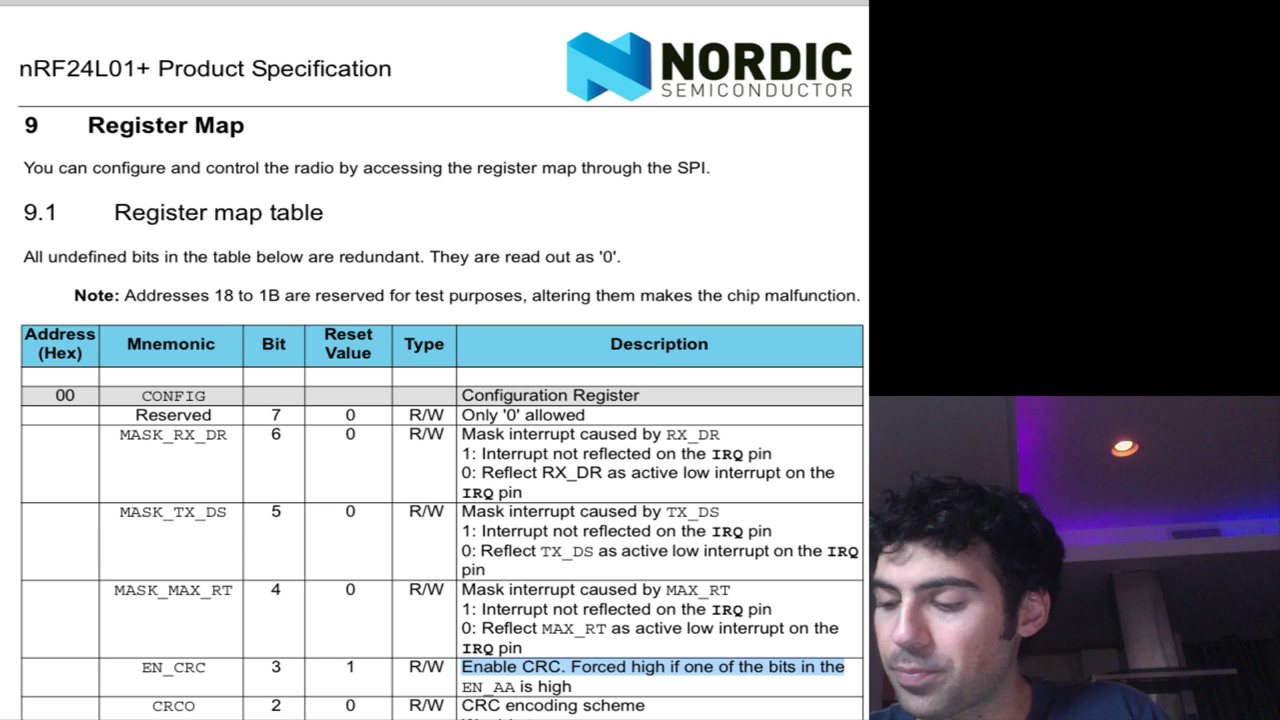 nRF24L01+ Product Specification
NORDIC
SEMICONDUCTOR
9 Register Map
You can configure and control the radio by accessing the register map through the SPI.
9.1 Register map table
All undefined bits in the table below are redundant. They are read out as '0'.
Note: Addresses 18 to 1B are reserved for test purposes, altering them makes the chip malfunction.
Address (Hex) Mnemonic Bit Reset Value Type Description
00 CONFIG Configuration Register
Reserved 7 0 R/W Only '0' allowed
MASK_RX_DR 6 0 R/W Mask interrupt caused by RX_DR
1: Interrupt not reflected on the IRQ pin
0: Reflect RX_DR as active low interrupt on the
IRQ pin
MASK_TX_DS 5 0 R/W Mask interrupt caused by TX_DS
1: Interrupt not reflected on the IRQ pin
0: Reflect TX_DS as active low interrupt on the IRQ
pin
MASK_MAX_RT 4 0 R/W Mask interrupt caused by MAX_RT
1: Interrupt not reflected on the IRQ pin
0: Reflect MAX_RT as active low interrupt on the
IRQ pin
EN_CRC 3 1 R/W Enable CRC. Forced high if one of the bits in the
EN_AA is high
CRCO 2 0 R/W CRC encoding scheme